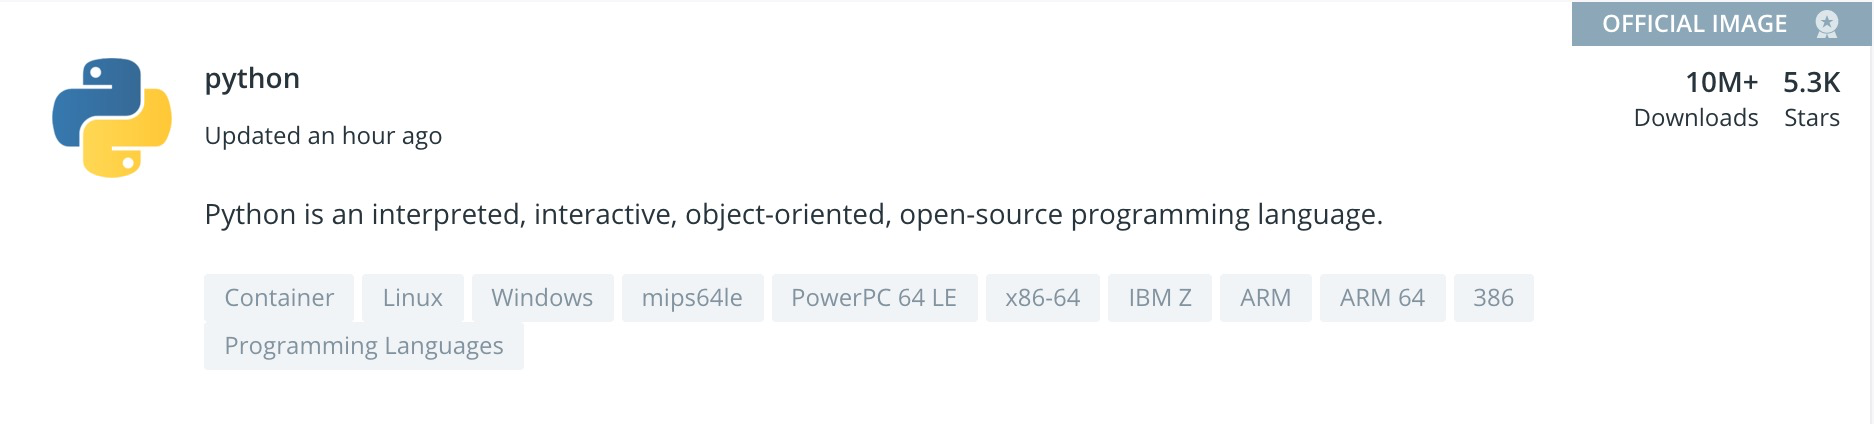 OFFICIAL IMAGE
python
10M+ 5.3K
Downloads Stars
Updated an hour ago
Python is an interpreted, interactive, object-oriented, open-source programming language.
Container Linux Windows mips64le PowerPC 64 LE x86-64 IBM Z ARM ARM 64 386
Programming Languages